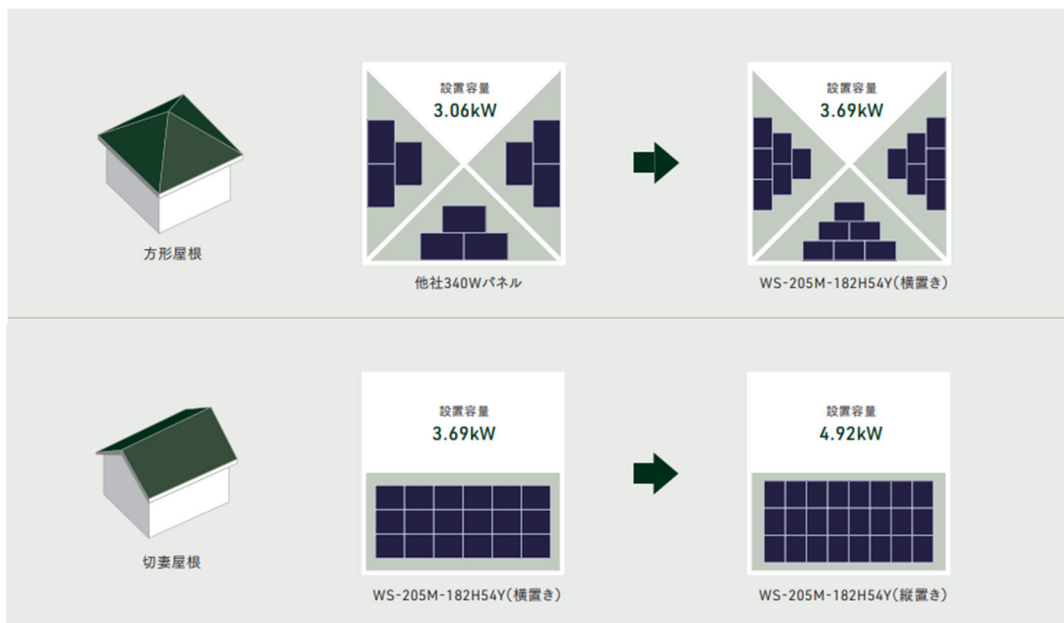 設置容量
3.06kW
設置容量
3.69kW
方形屋根
他社340Wパネル
WS-205M-182H54Y(横置き)
設置容量
3.69kW
設置容量
4.92kW
切妻屋根
WS-205M-182H54Y(横置き)
WS-205M-182H54Y(縦置き)